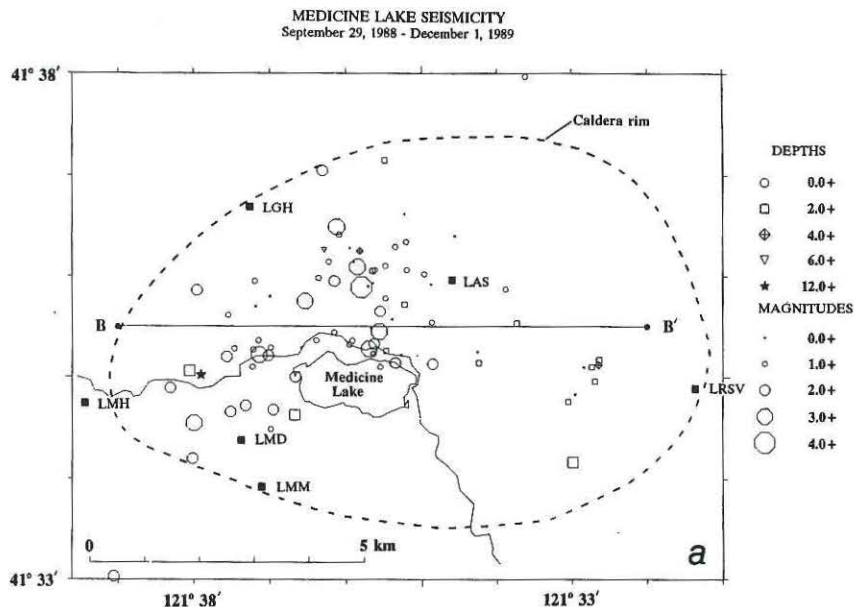 MEDICINE LAKE SEISMICITY
September 29, 1988 - December 1, 1989
41° 38′
Caldera rim
DEPTHS
0.0+
2.0+
4.0+
6.0+
12.0+
MAGNITUDES
0.0+
1.0+
2.0+
3.0+
4.0+
LGH
LAS
B
B′
Medicine
Lake
LRSV
LMH
LMD
LMM
0
5 km
a
41° 33′
121° 38′
121° 33′